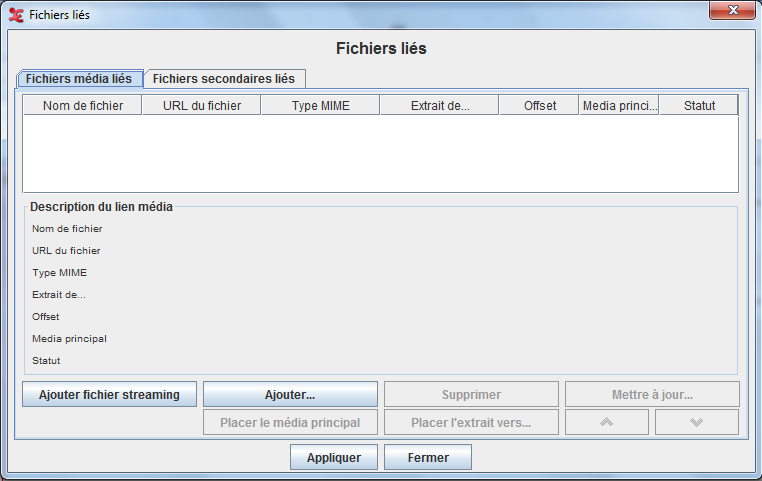 Fichiers liés
Fichiers liés
Fichiers média liés Fichiers secondaires liés
Nom de fichier URL du fichier Type MIME Extrait de... Offset Media princi... Statut
Description du lien média
Nom de fichier
URL du fichier
Type MIME
Extrait de...
Offset
Media principal
Statut
Ajouter fichier streaming Ajouter... Supprimer Mettre à jour...
Placer le média principal Placer l'extrait vers...
Appliquer Fermer